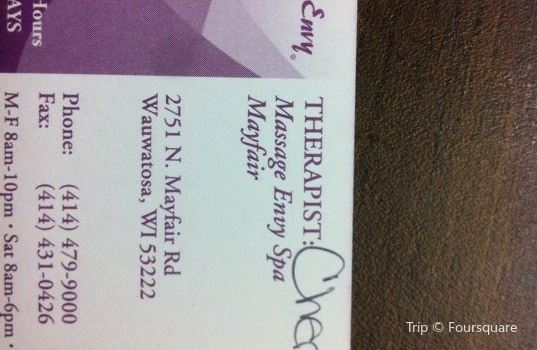 Envy®
THERAPIST: Cher
Massage Envy Spa
Mayfair
2751 N. Mayfair Rd
Wauwatosa, WI 53222
Phone: (414) 479-9000
Fax: (414) 431-0426
Hours
AYS
M-F 8am-10pm • Sat 8am-6pm •
Trip © Foursquare